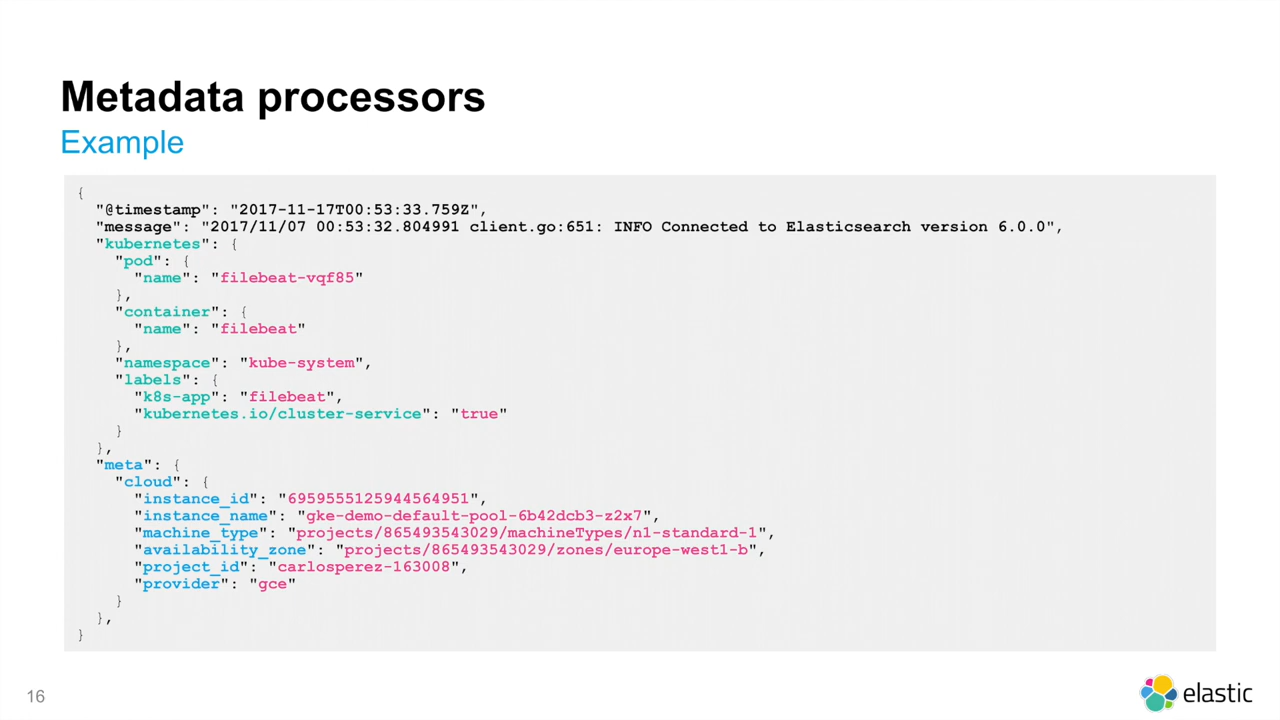 Metadata processors
Example
{
"@timestamp": "2017-11-17T00:53:33.759Z",
"message": "2017/11/07 00:53:32.804991 client.go:651: INFO Connected to Elasticsearch version 6.0.0",
"kubernetes": {
"pod": {
"name": "filebeat-vqf85"
},
"container": {
"name": "filebeat"
},
"namespace": "kube-system",
"labels": {
"k8s-app": "filebeat",
"kubernetes.io/cluster-service": "true"
}
},
"meta": {
"cloud": {
"instance_id": "6959555125944564951",
"instance_name": "gke-demo-default-pool-6b42dcb3-z2x7",
"machine_type": "projects/865493543029/machineTypes/n1-standard-1",
"availability_zone": "projects/865493543029/zones/europe-west1-b",
"project_id": "carlosperez-163008",
"provider": "gce"
}
},
}
16
elastic